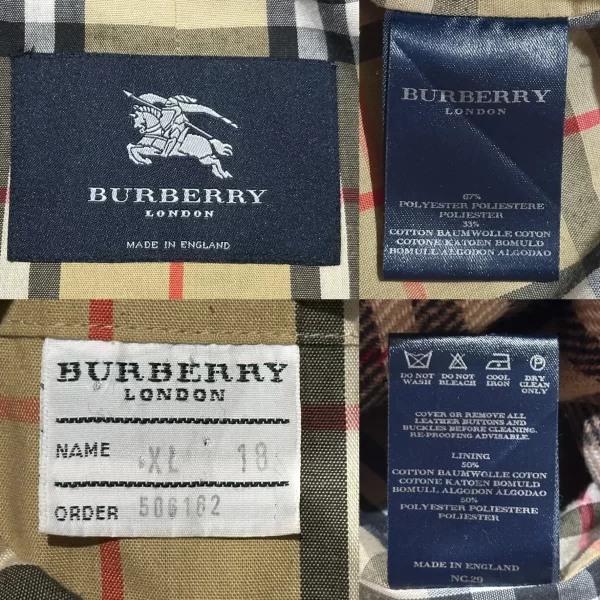 BURBERRY
LONDON
MADE IN ENGLAND
BURBERRY
LONDON
67%
POLYESTER POLIESTERE
POLIESTER
33%
COTTON BAUMWOLLE COTON
COTONE KATOEN BOMULD
BOMULL ALGODON ALGODAO
BURBERRY
LONDON
NAME XL 18
ORDER 506182
DO NOT WASH
DO NOT BLEACH
COOL IRON
P
DRY CLEAN ONLY
COVER OR REMOVE ALL
LEATHER BUTTONS AND
BUCKLES BEFORE CLEANING.
RE-PROOFING ADVISABLE.
LINING
50%
COTTON BAUMWOLLE COTON
COTONE KATOEN BOMULD
BOMULL ALGODON ALGODAO
50%
POLYESTER POLIESTERE
POLIESTER
MADE IN ENGLAND
NC.29